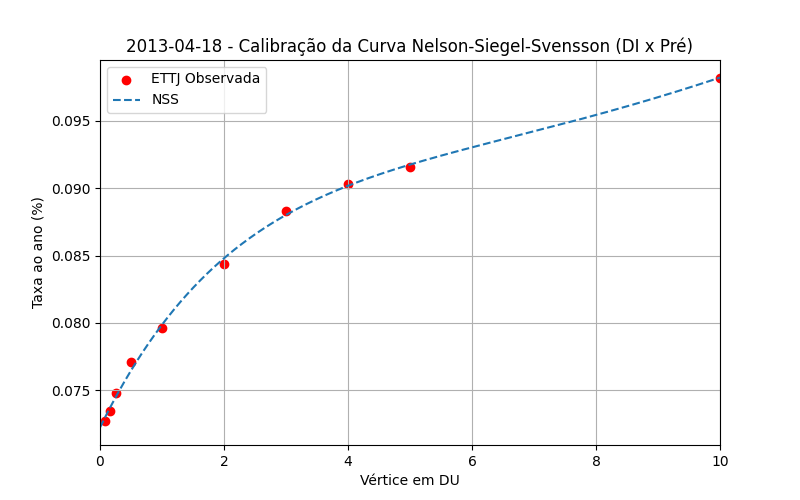 2013-04-18 - Calibração da Curva Nelson-Siegel-Svensson (DI x Pré)
ETTJ Observada
NSS
Taxa ao ano (%)
0.095
0.090
0.085
0.080
0.075
0 2 4 6 8 10
Vértice em DU